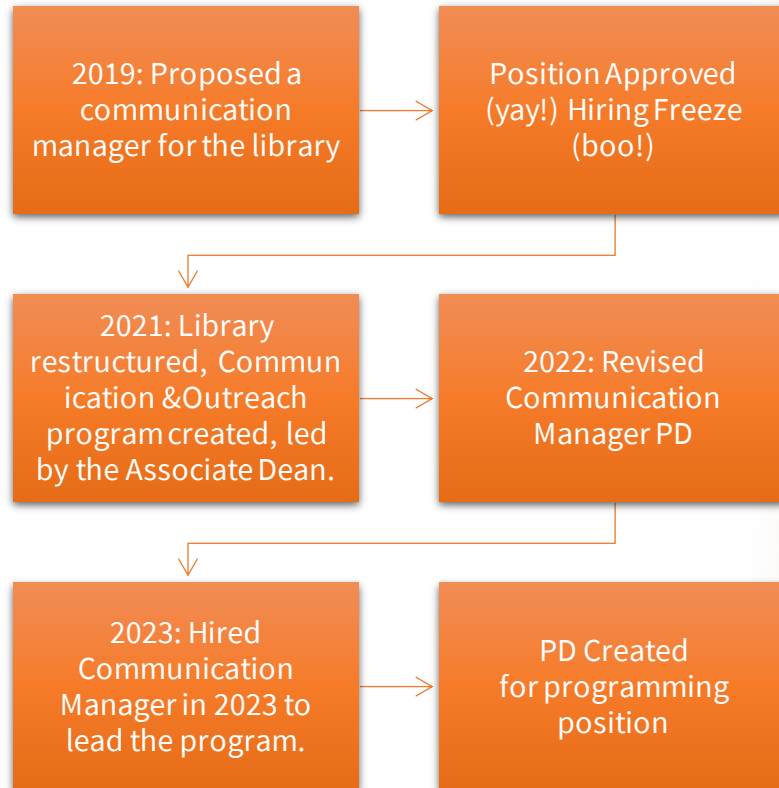 2019: Proposed a
communication
manager for the library
Position Approved
(yay!) Hiring Freeze
(boo!)
2021: Library
restructured, Commun
ication &Outreach
program created, led
by the Associate Dean.
2022: Revised
Communication
Manager PD
2023: Hired
Communication
Manager in 2023 to
lead the program.
PD Created
for programming
position